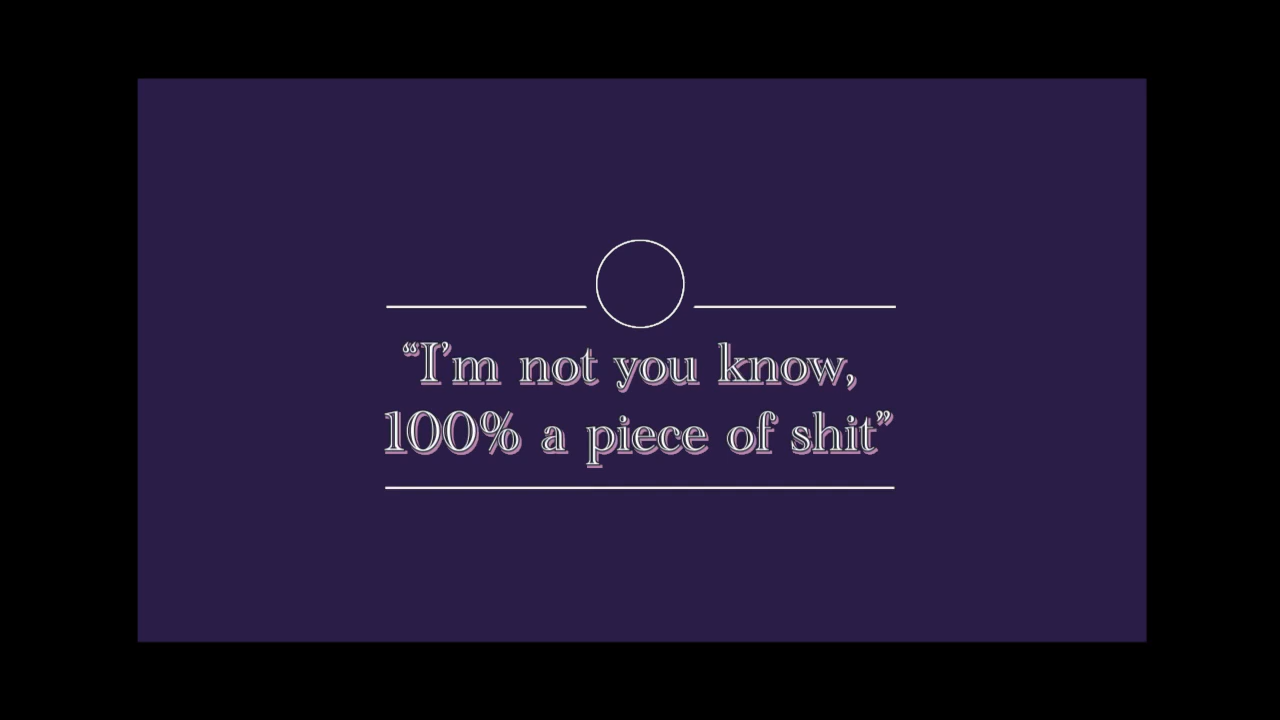 “I’m not you know,
100% a piece of shit”